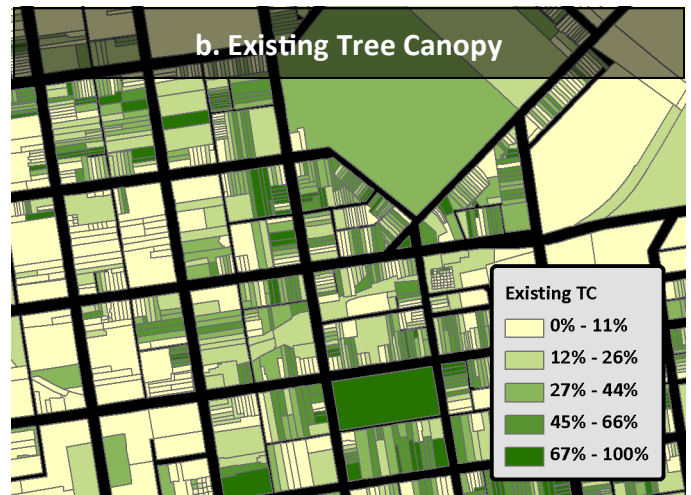 b. Existing Tree Canopy
Existing TC
0% - 11%
12% - 26%
27% - 44%
45% - 66%
67% - 100%